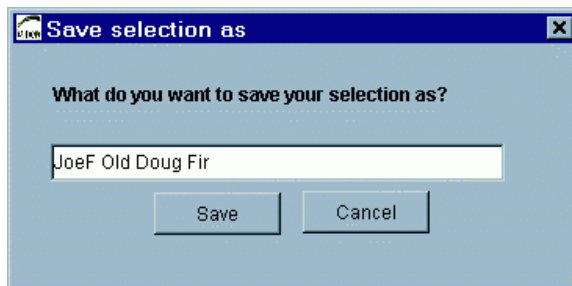 Save selection as
What do you want to save your selection as?
JoeF Old Doug Fir
Save Cancel